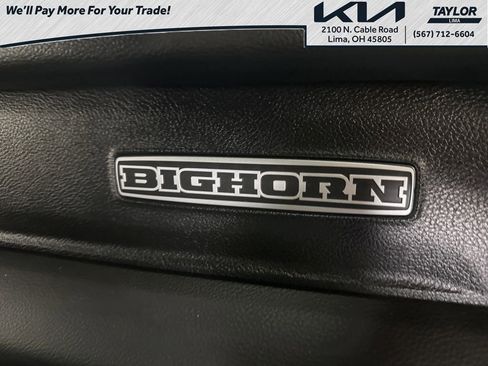 We'll Pay More For Your Trade!
KIA
2100 N. Cable Road
Lima, OH 45805
TAYLOR
LIMA
(567) 712-6604
BIGHORN